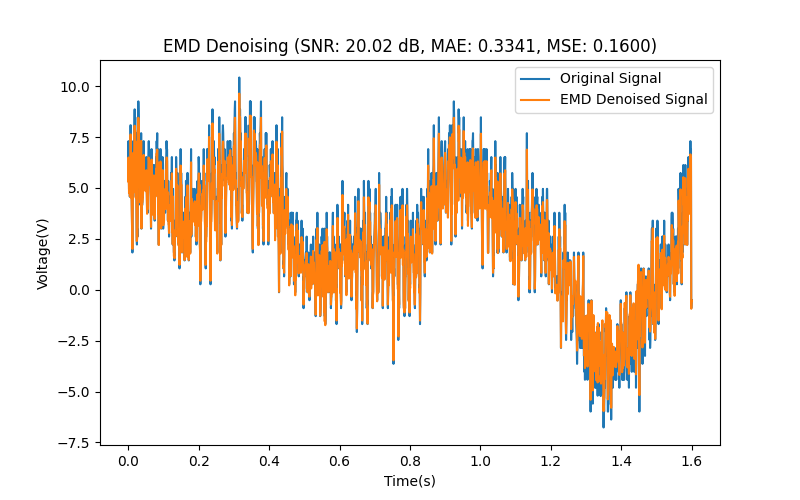 EMD Denoising (SNR: 20.02 dB, MAE: 0.3341, MSE: 0.1600)
Original Signal
EMD Denoised Signal
10.0
7.5
5.0
2.5
0.0
−2.5
−5.0
−7.5
Voltage(V)
0.0 0.2 0.4 0.6 0.8 1.0 1.2 1.4 1.6
Time(s)